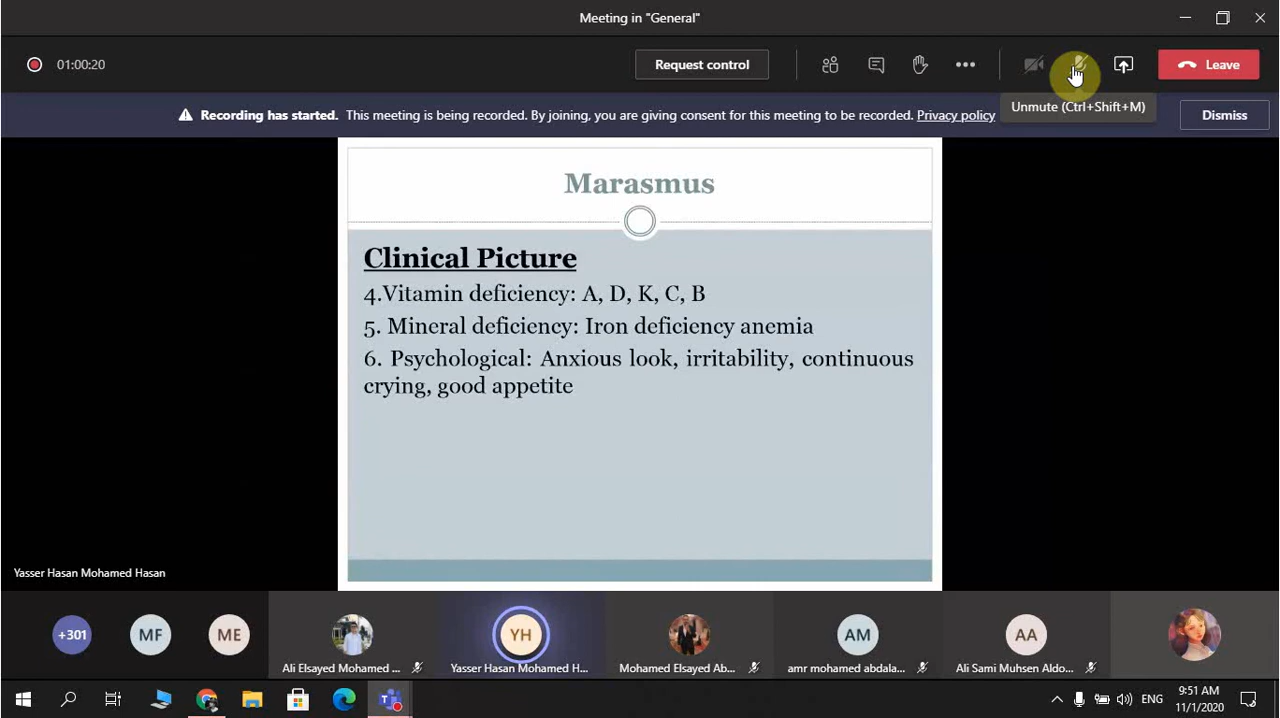 Meeting in "General"
01:00:20
Request control
Leave
Unmute (Ctrl+Shift+M)
Recording has started. This meeting is being recorded. By joining, you are giving consent for this meeting to be recorded. Privacy policy
Dismiss
Marasmus
Clinical Picture
4.Vitamin deficiency: A, D, K, C, B
5. Mineral deficiency: Iron deficiency anemia
6. Psychological: Anxious look, irritability, continuous
crying, good appetite
Yasser Hasan Mohamed Hasan
+301
MF
ME
YH
AM
AA
Ali Elsayed Mohamed ...
Yasser Hasan Mohamed H...
Mohamed Elsayed Ab...
amr mohamed abdala...
Ali Sami Muhsen Aldo...
ENG
9:51 AM
11/1/2020